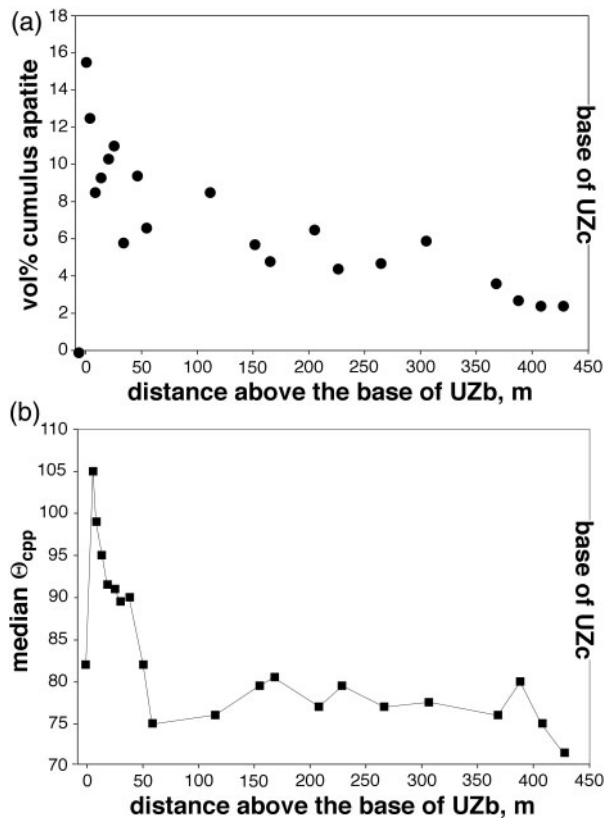 (a)
vol% cumulus apatite
18
16
14
12
10
8
6
4
2
0
0 50 100 150 200 250 300 350 400 450
distance above the base of UZb, m
base of UZc
(b)
median Θcpp
110
105
100
95
90
85
80
75
70
0 50 100 150 200 250 300 350 400 450
distance above the base of UZb, m
base of UZc